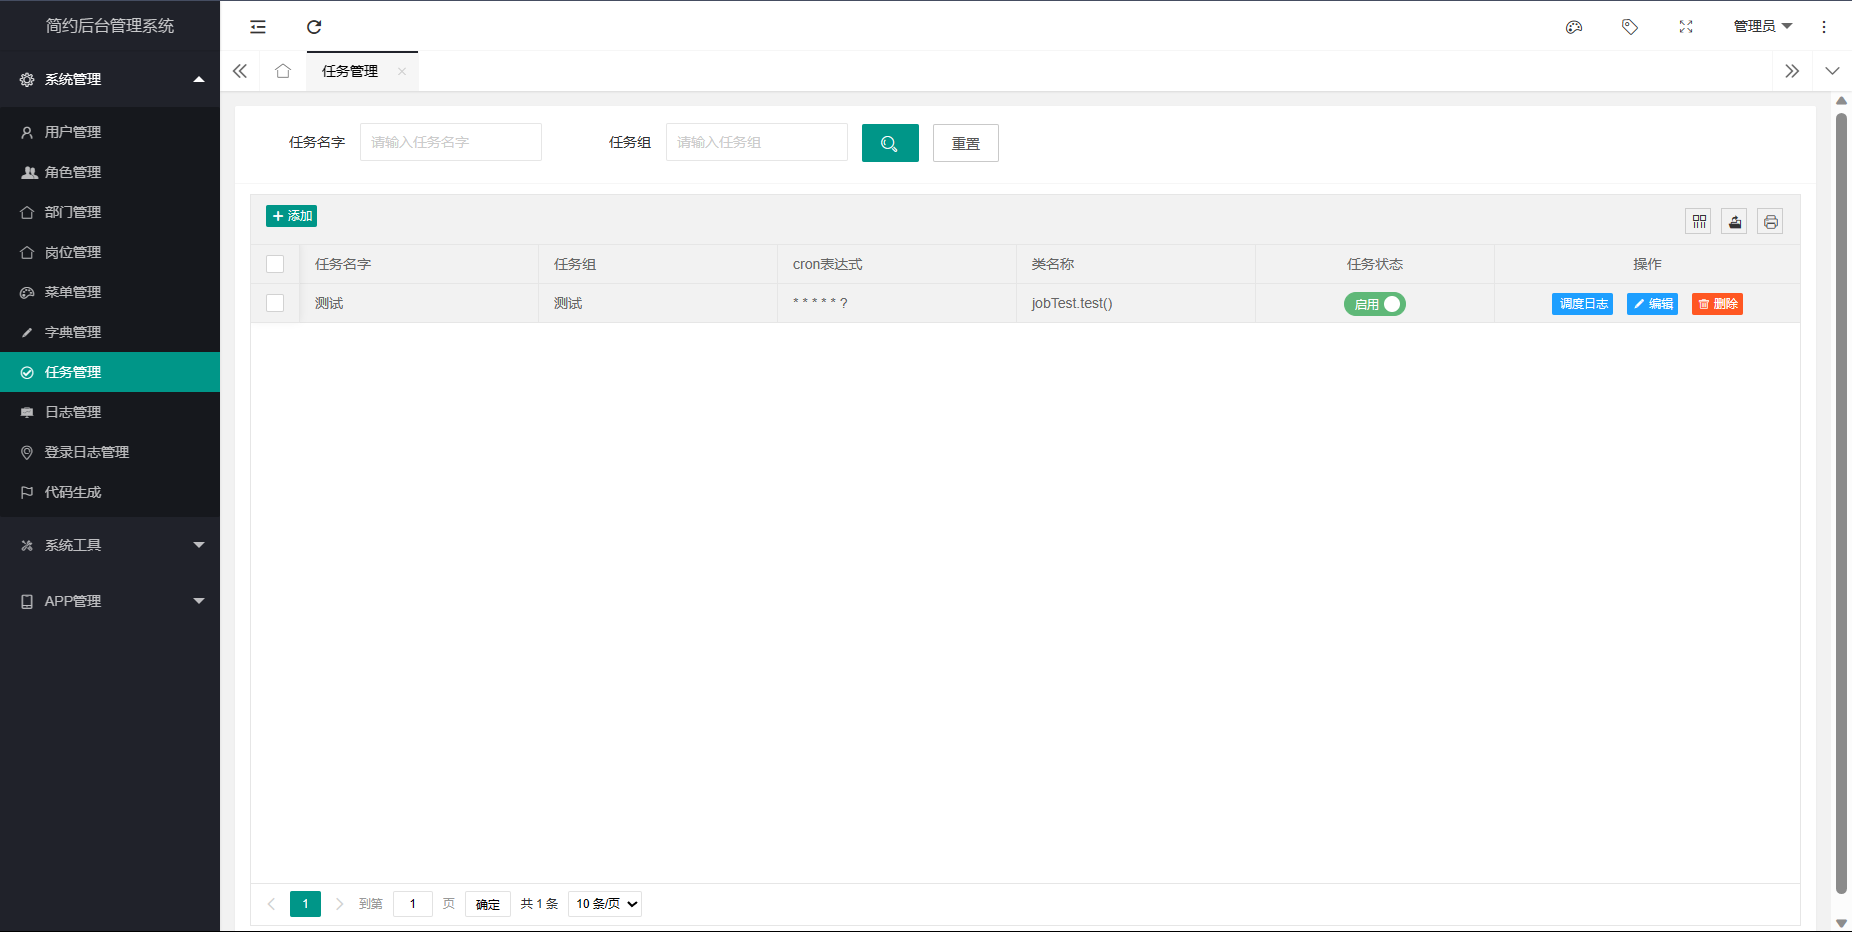 简约后台管理系统
管理员
系统管理
任务管理
用户管理
角色管理
部门管理
岗位管理
菜单管理
字典管理
任务管理
日志管理
登录日志管理
代码生成
系统工具
APP管理
任务名字 请输入任务名字 任务组 请输入任务组 重置
添加
任务名字 任务组 cron表达式 类名称 任务状态 操作
测试 测试 * * * * * ? jobTest.test() 启用 调度日志 编辑 删除
1 到第 1 页 确定 共 1 条 10 条/页